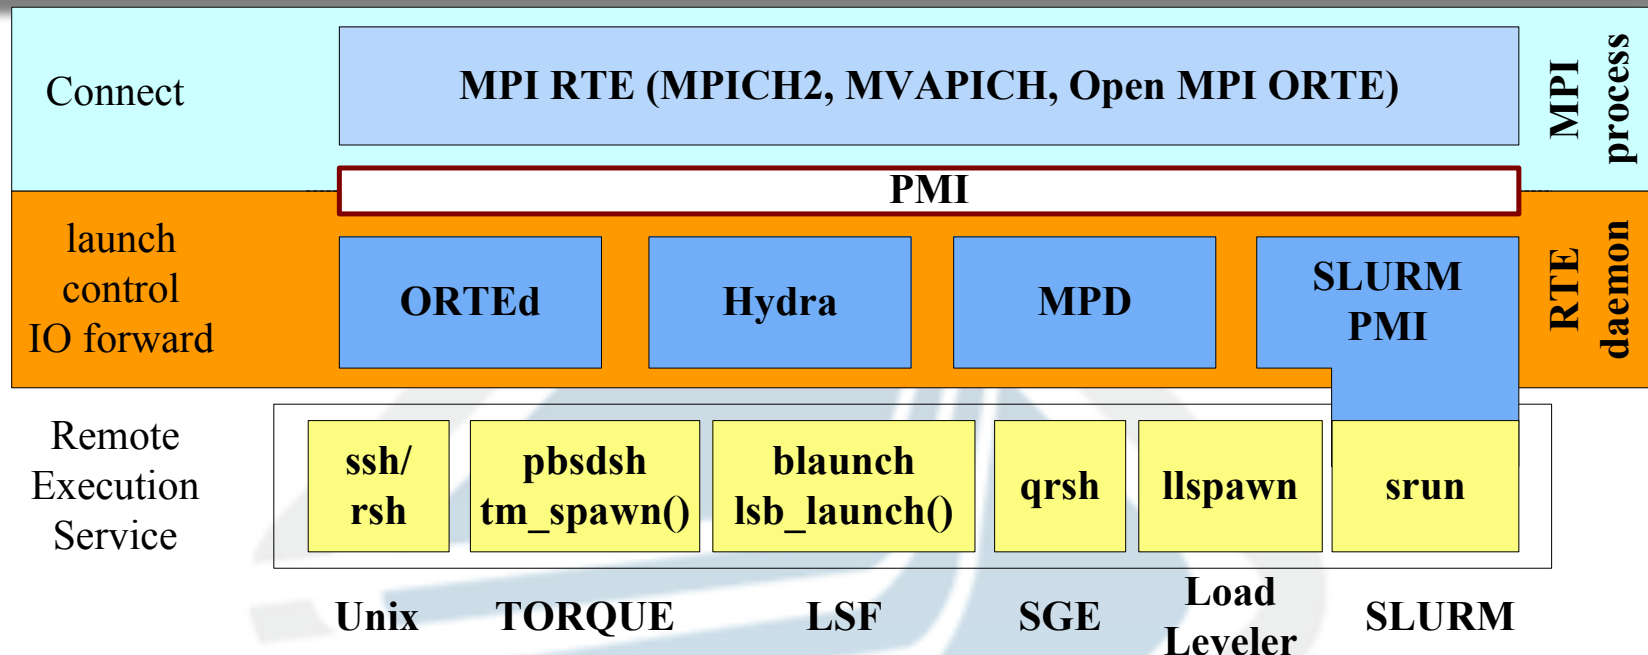 Connect
MPI RTE (MPICH2, MVAPICH, Open MPI ORTE)
MPI
process
PMI
launch
control
IO forward
ORTEd
Hydra
MPD
SLURM
PMI
RTE
daemon
Remote
Execution
Service
ssh/
rsh
pbsdsh
tm_spawn()
blaunch
lsb_launch()
qrsh
llspawn
srun
Unix
TORQUE
LSF
SGE
Load
Leveler
SLURM